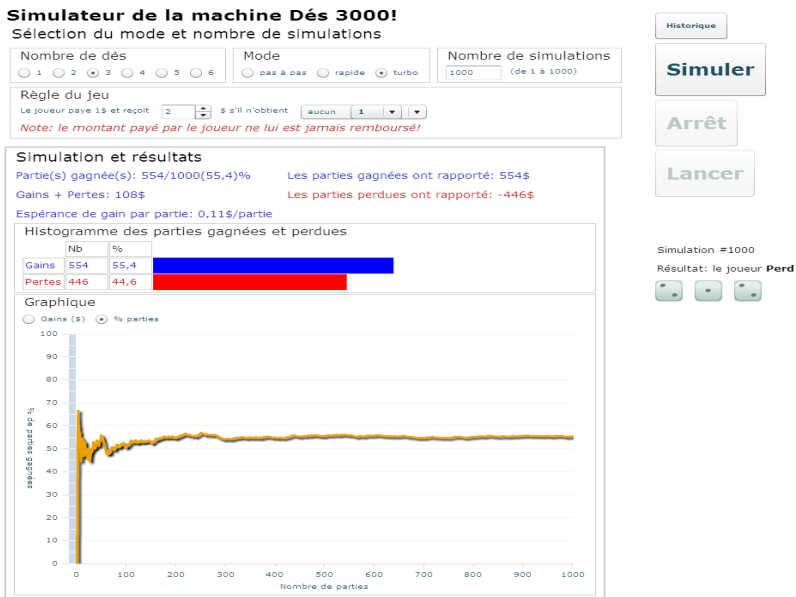 Simulateur de la machine Dés 3000!
Sélection du mode et nombre de simulations
Nombre de dés
1 2 3 4 5 6
Mode
pas à pas rapide turbo
Nombre de simulations
1000 (de 1 à 1000)
Règle du jeu
Le joueur paye 1$ et reçoit 2 $ s'il n'obtient aucun 1
Note: le montant payé par le joueur ne lui est jamais remboursé!
Historique
Simuler
Arrêt
Lancer
Simulation et résultats
Partie(s) gagnée(s): 554/1000(55,4)% Les parties gagnées ont rapporté: 554$
Gains + Pertes: 108$ Les parties perdues ont rapporté: -446$
Espérance de gain par partie: 0,11$/partie
Histogramme des parties gagnées et perdues
Nb %
Gains 554 55,4
Pertes 446 44,6
Simulation #1000
Résultat: le joueur Perd
Graphique
Gains ($) % parties
100
90
80
70
60
50
40
30
20
10
0
% de parties gagnées
0 100 200 300 400 500 600 700 800 900 1000
Nombre de parties